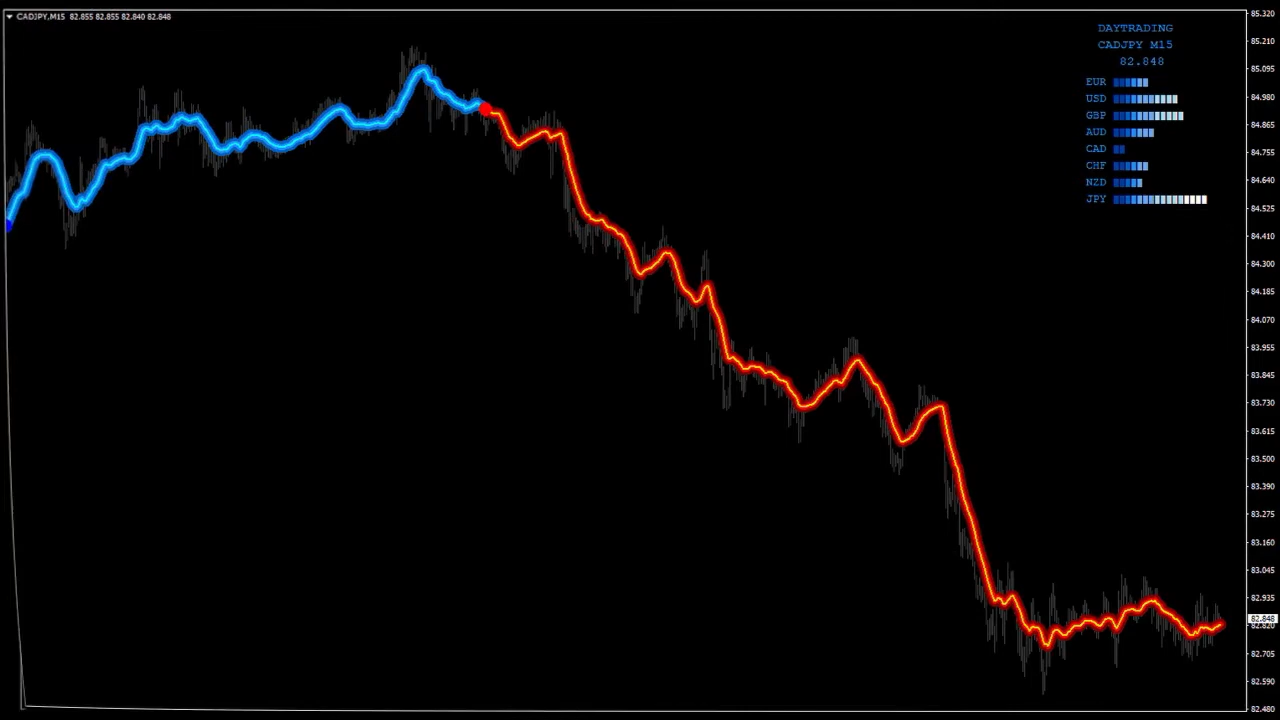 CADJPY,M15 82.855 82.855 82.840 82.848
DAYTRADING
CADJPY M15
82.848
EUR
USD
GBP
AUD
CAD
CHF
NZD
JPY
85.320
85.210
85.095
84.980
84.865
84.755
84.640
84.525
84.410
84.300
84.185
84.070
83.955
83.845
83.730
83.615
83.500
83.390
83.275
83.160
83.045
82.935
82.848
82.820
82.705
82.590
82.480